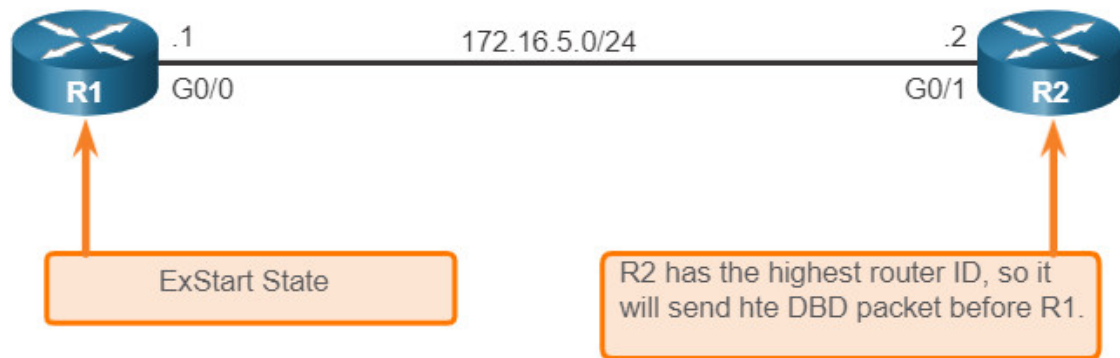 .1
172.16.5.0/24
.2
R1
G0/0
G0/1
R2
ExStart State
R2 has the highest router ID, so it
will send hte DBD packet before R1.